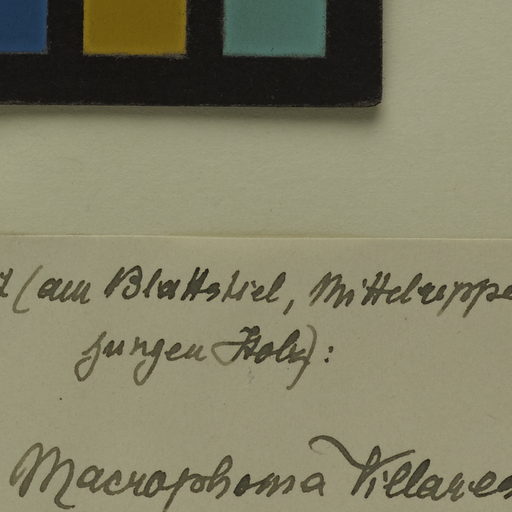 (am Blattstiel, Mittelrippe
jungen Holz):
Macrophoma